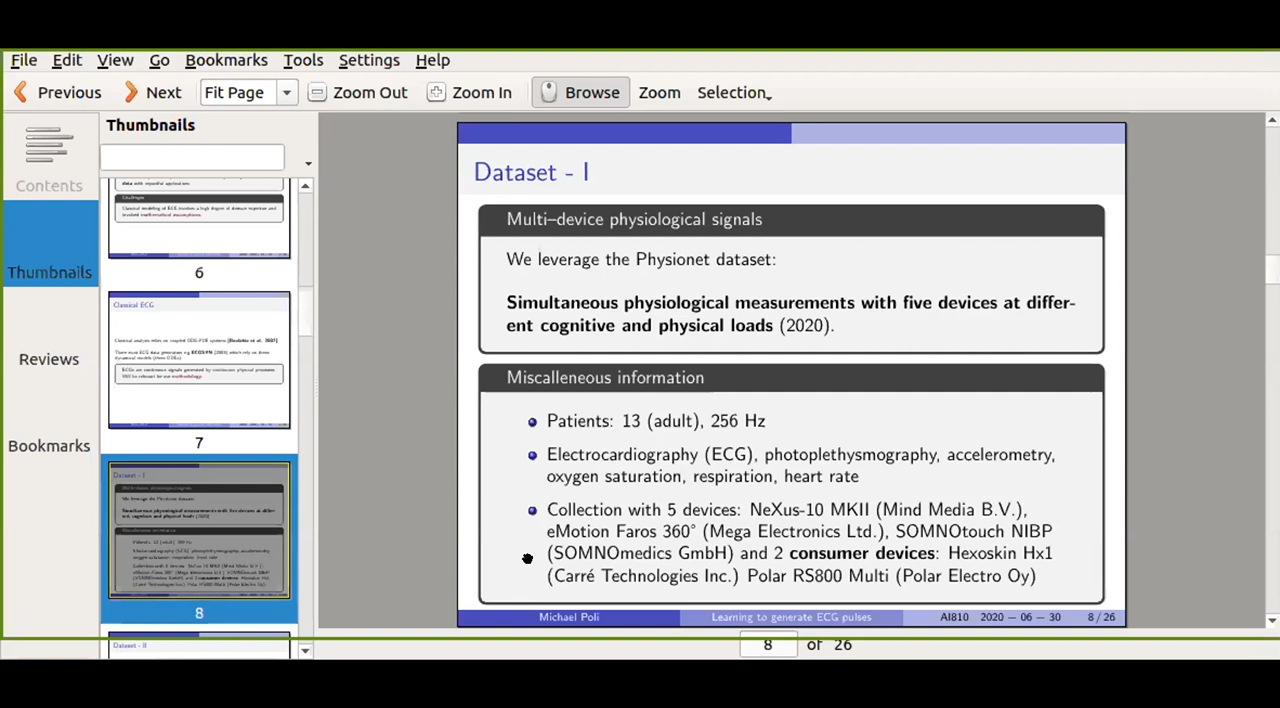 File Edit View Go Bookmarks Tools Settings Help
Previous Next Fit Page Zoom Out Zoom In Browse Zoom Selection
Contents
Thumbnails
Reviews
Bookmarks
Thumbnails
6
Classical ECG
7
Dataset - I
8
Dataset - II
Dataset - I
Multi–device physiological signals
We leverage the Physionet dataset:
Simultaneous physiological measurements with five devices at differ-
ent cognitive and physical loads (2020).
Miscalleneous information
Patients: 13 (adult), 256 Hz
Electrocardiography (ECG), photoplethysmography, accelerometry,
oxygen saturation, respiration, heart rate
Collection with 5 devices: NeXus-10 MKII (Mind Media B.V.),
eMotion Faros 360° (Mega Electronics Ltd.), SOMNOtouch NIBP
(SOMNOmedics GmbH) and 2 consumer devices: Hexoskin Hx1
(Carré Technologies Inc.) Polar RS800 Multi (Polar Electro Oy)
Michael Poli Learning to generate ECG pulses AI810 2020 – 06 – 30 8 / 26
8 of 26